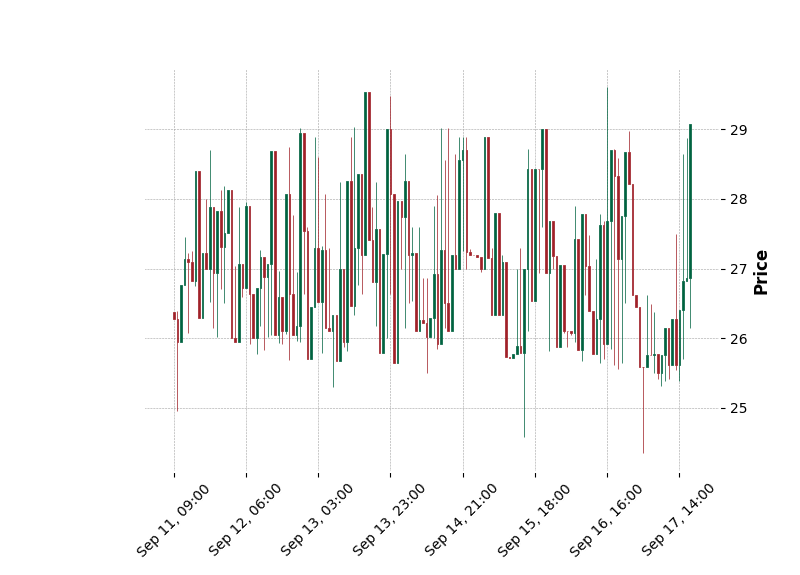 29
28
27
26
25
Price
Sep 11, 09:00
Sep 12, 06:00
Sep 13, 03:00
Sep 13, 23:00
Sep 14, 21:00
Sep 15, 18:00
Sep 16, 16:00
Sep 17, 14:00